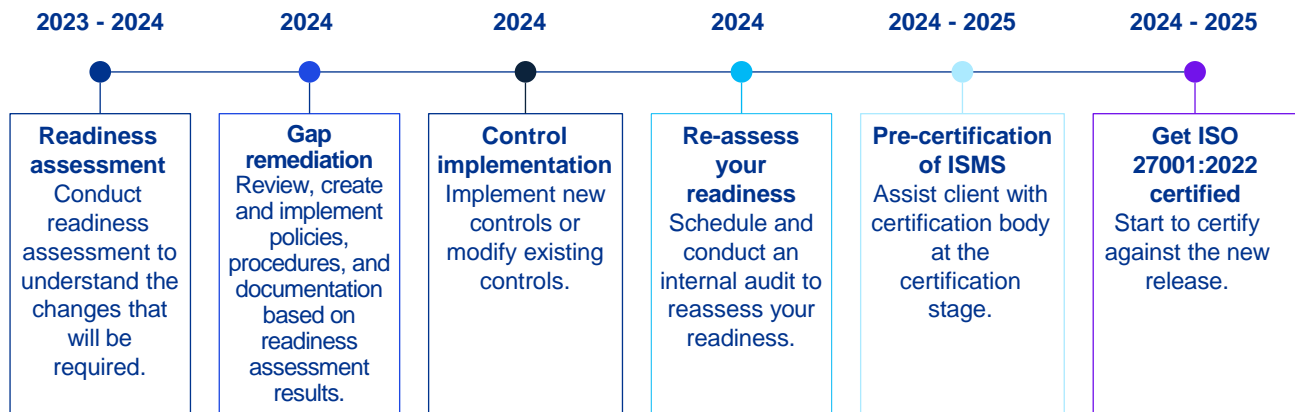 2023 - 2024
2024
2024
2024
2024 - 2025
2024 - 2025
Readiness
assessment
Conduct
readiness
assessment to
understand the
changes that
will be
required.
Gap
remediation
Review, create
and implement
policies,
procedures, and
documentation
based on
readiness
assessment
results.
Control
implementation
Implement new
controls or
modify existing
controls.
Re-assess
your
readiness
Schedule and
conduct an
internal audit to
reassess your
readiness.
Pre-certification
of ISMS
Assist client with
certification body
at the
certification
stage.
Get ISO
27001:2022
certified
Start to certify
against the new
release.